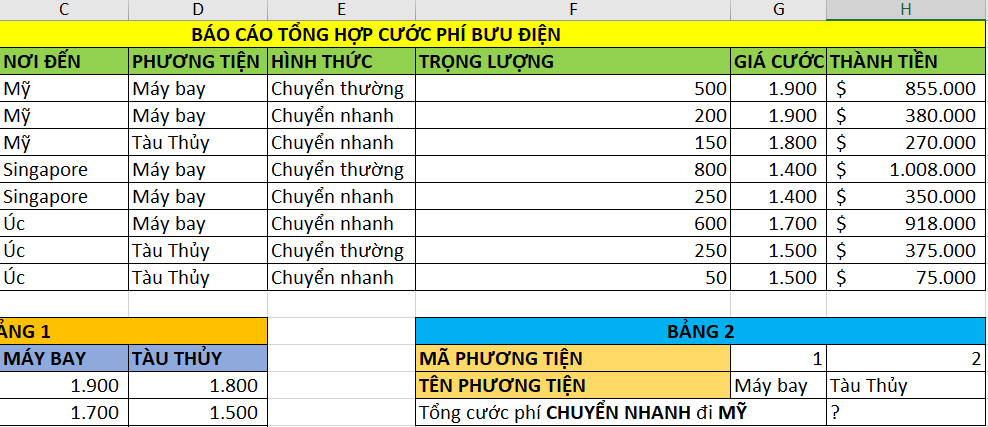 C D E F G H
BÁO CÁO TỔNG HỢP CƯỚC PHÍ BƯU ĐIỆN
NƠI ĐẾN PHƯƠNG TIỆN HÌNH THỨC TRỌNG LƯỢNG GIÁ CƯỚC THÀNH TIỀN
Mỹ Máy bay Chuyển thường 500 1.900 $ 855.000
Mỹ Máy bay Chuyển nhanh 200 1.900 $ 380.000
Mỹ Tàu Thủy Chuyển nhanh 150 1.800 $ 270.000
Singapore Máy bay Chuyển thường 800 1.400 $ 1.008.000
Singapore Máy bay Chuyển nhanh 250 1.400 $ 350.000
Úc Máy bay Chuyển nhanh 600 1.700 $ 918.000
Úc Tàu Thủy Chuyển thường 250 1.500 $ 375.000
Úc Tàu Thủy Chuyển nhanh 50 1.500 $ 75.000
ẢNG 1 BẢNG 2
MÁY BAY TÀU THỦY MÃ PHƯƠNG TIỆN 1 2
1.900 1.800 TÊN PHƯƠNG TIỆN Máy bay Tàu Thủy
1.700 1.500 Tổng cước phí CHUYỂN NHANH đi MỸ ?